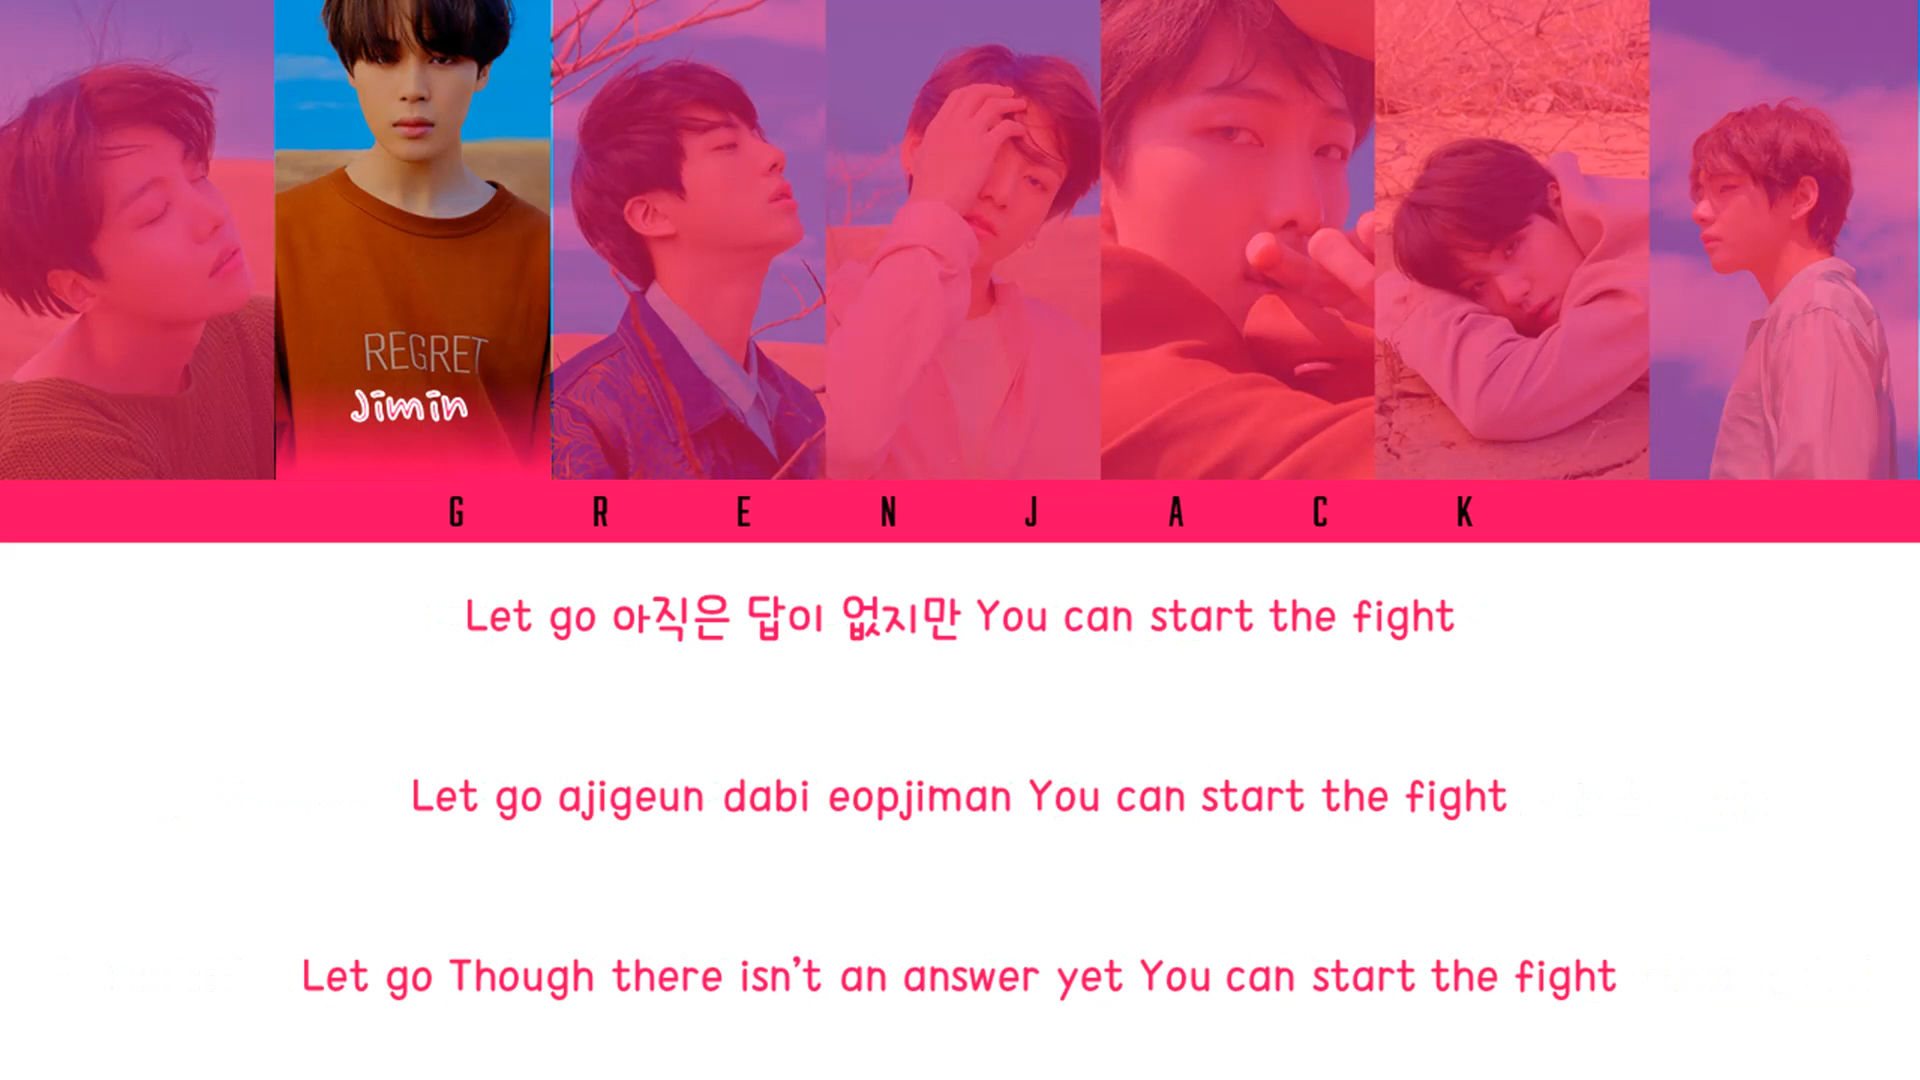 REGRET
Jimin
GRENJACK
Let go 아직은 답이 없지만 You can start the fight
Let go ajigeun dabi eopjiman You can start the fight
Let go Though there isn't an answer yet You can start the fight